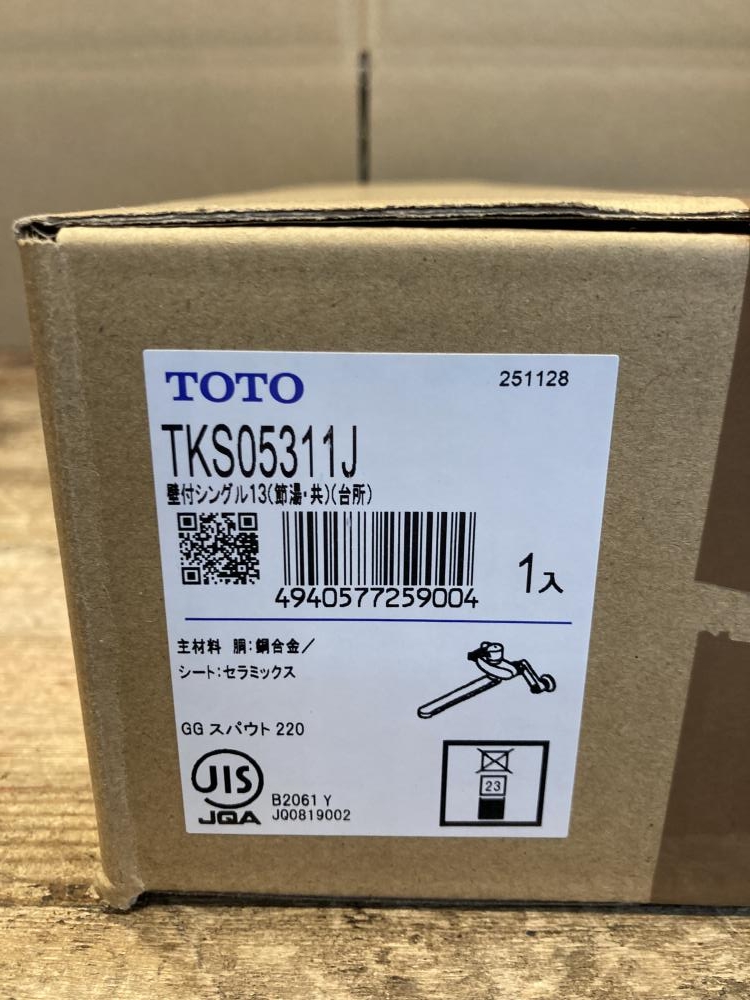 TOTO
251128
TKS05311J
壁付シングル13(節湯・共)(台所)
4940577259004
1入
主材料 胴:銅合金/
シート:セラミックス
GG スパウト 220
JIS
JQA
B2061 Y
JQ0819002
23